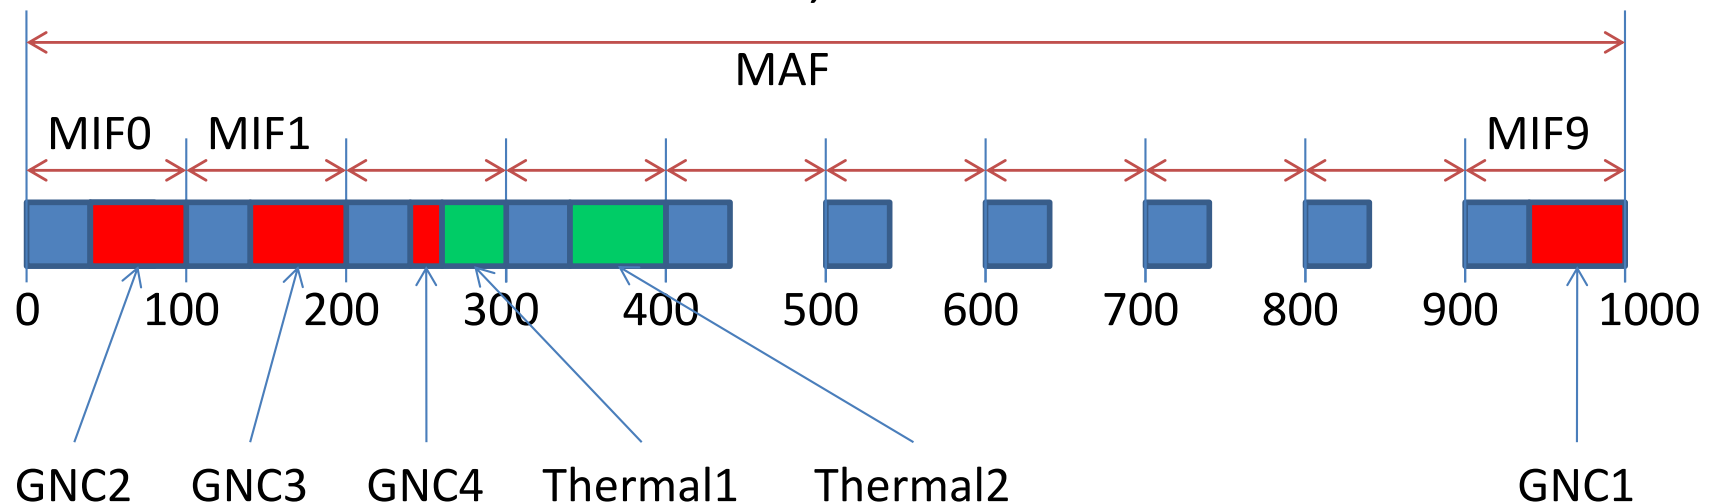 MAF
MIF0 MIF1 MIF9
0 100 200 300 400 500 600 700 800 900 1000
GNC2 GNC3 GNC4 Thermal1 Thermal2 GNC1